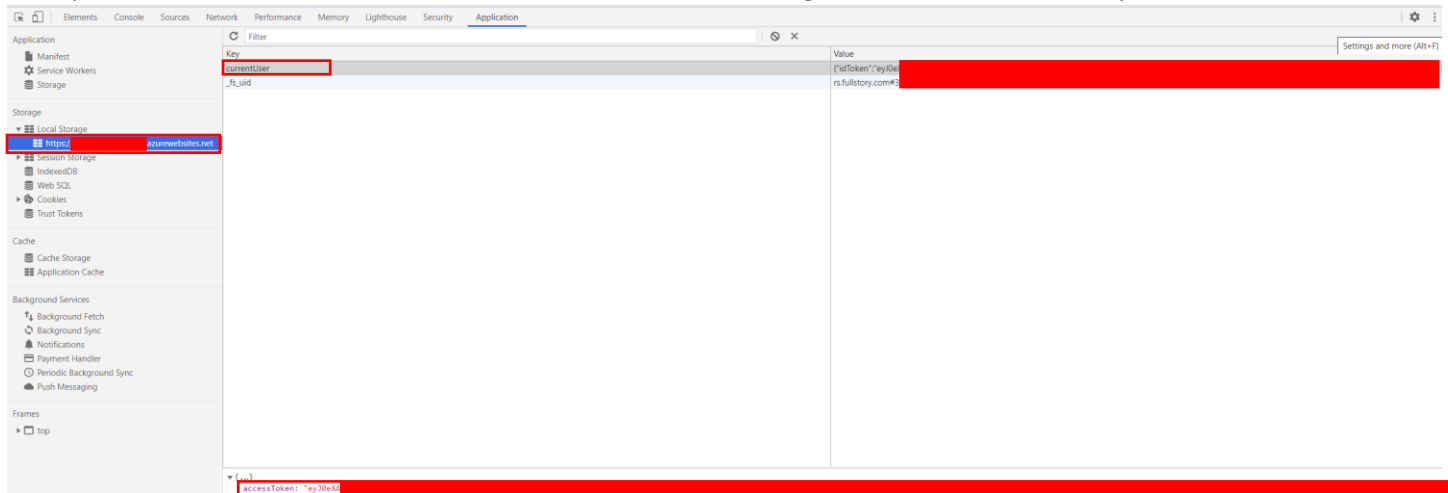 Elements Console Sources Network Performance Memory Lighthouse Security Application
Application
Manifest
Service Workers
Storage
Storage
Local Storage
https:/ azurewebsites.net
Session Storage
IndexedDB
Web SQL
Cookies
Trust Tokens
Cache
Cache Storage
Application Cache
Background Services
Background Fetch
Background Sync
Notifications
Payment Handler
Periodic Background Sync
Push Messaging
Frames
top
Filter
Settings and more (Alt+F)
Key Value
currentUser {"idToken":"eyJ0eX
_fs_uid rs.fullstory.com#3
{…}
accessToken: "eyJ0eXA